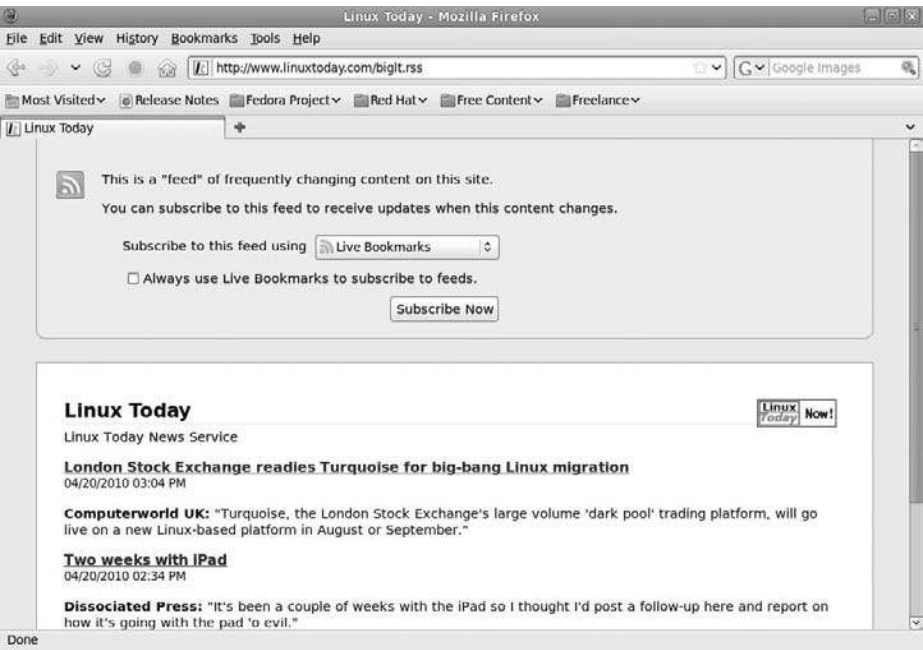 Linux Today - Mozilla Firefox
File Edit View History Bookmarks Tools Help
http://www.linuxtoday.com/biglt.rss
G Google Images
Most Visited Release Notes Fedora Project Red Hat Free Content Freelance
Linux Today
This is a "feed" of frequently changing content on this site.
You can subscribe to this feed to receive updates when this content changes.
Subscribe to this feed using Live Bookmarks
Always use Live Bookmarks to subscribe to feeds.
Subscribe Now
Linux Today
Linux Today Now!
Linux Today News Service
London Stock Exchange readies Turquoise for big-bang Linux migration
04/20/2010 03:04 PM
Computerworld UK: "Turquoise, the London Stock Exchange's large volume 'dark pool' trading platform, will go
live on a new Linux-based platform in August or September."
Two weeks with iPad
04/20/2010 02:34 PM
Dissociated Press: "It's been a couple of weeks with the iPad so I thought I'd post a follow-up here and report on
how it's going with the pad 'o evil."
Done